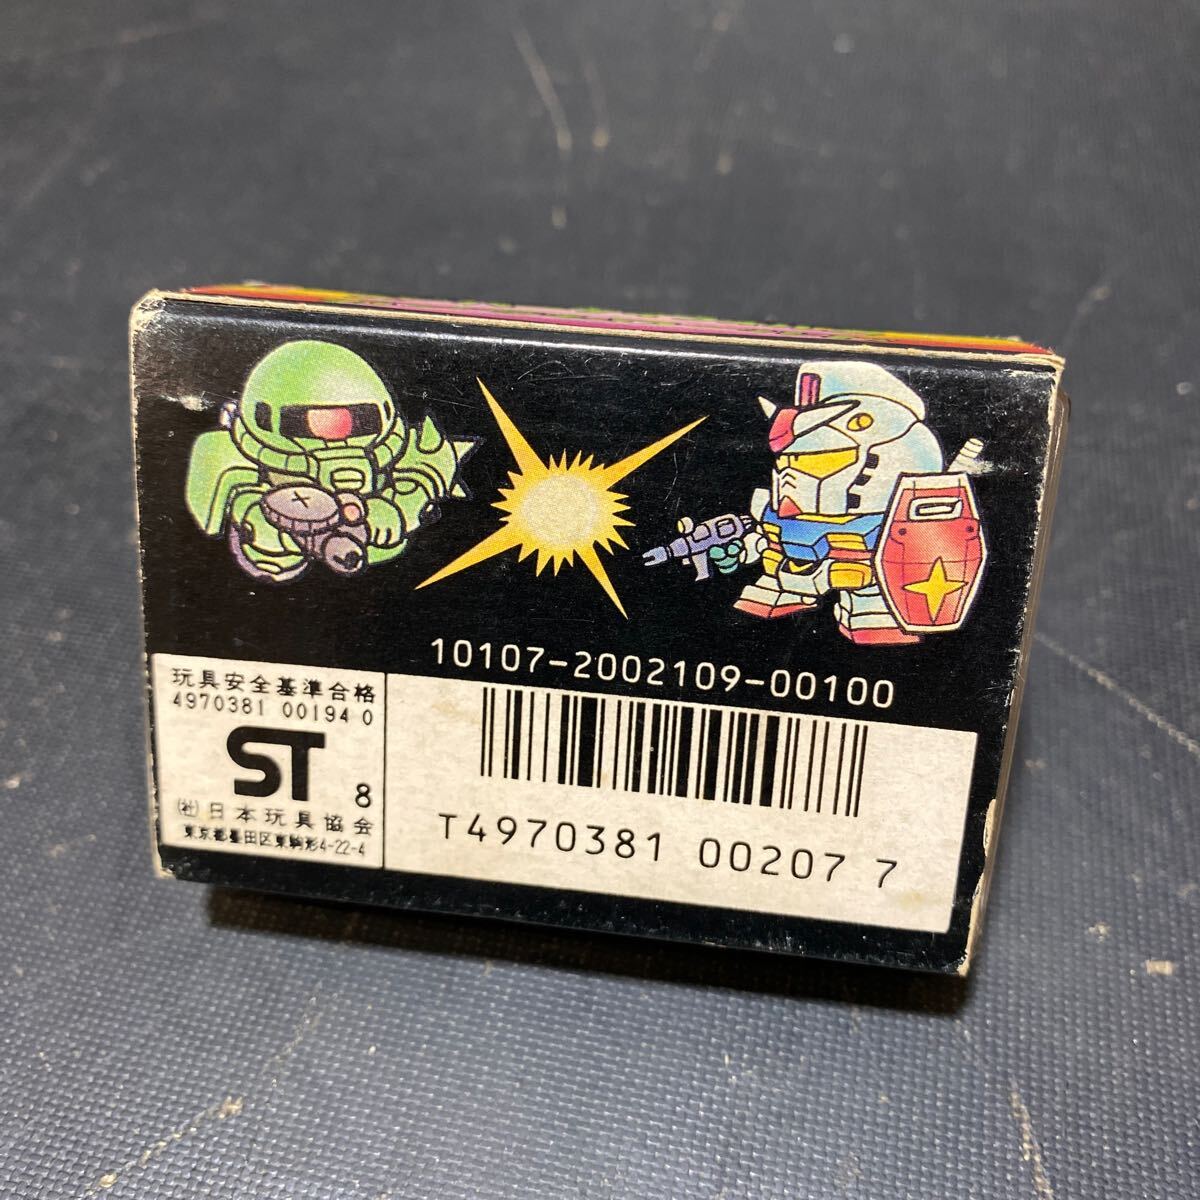 10107-2002109-00100
玩具安全基準合格
4970381 00194 0
ST 8
(社)日本玩具協会
東京都墨田区東駒形4-22-4
T4970381 00207 7